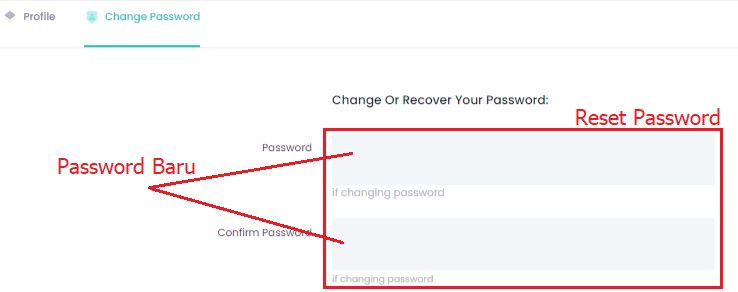 Profile
Change Password
Change Or Recover Your Password:
Reset Password
Password
Password Baru
if changing password
Confirm Password
if changing password